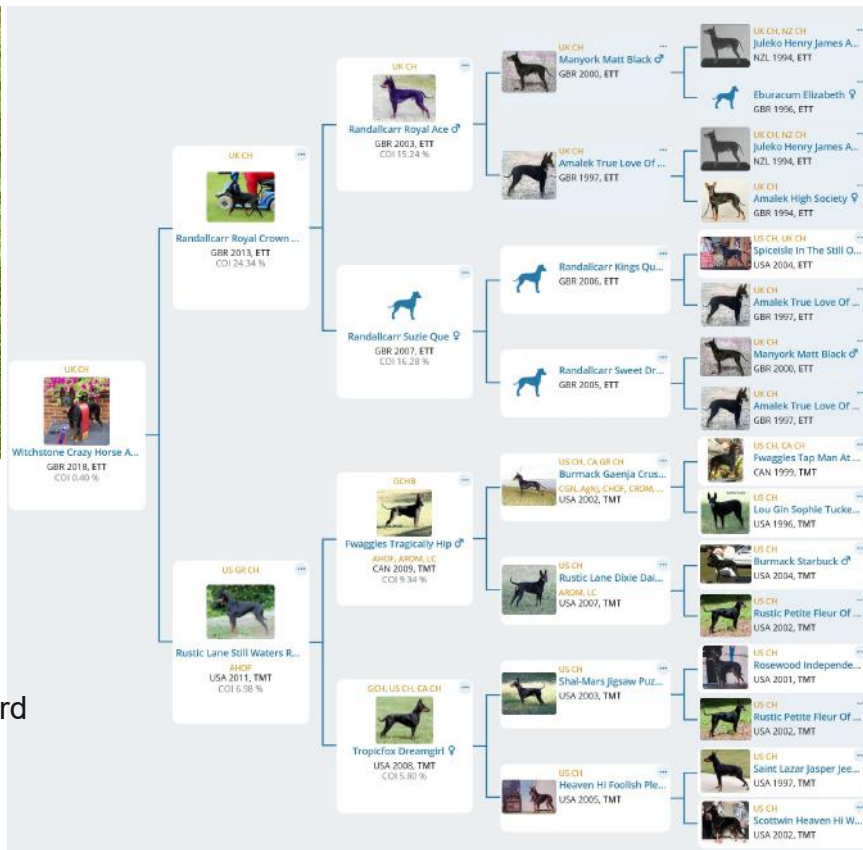 UK CH
Witchstone Crazy Horse A...
GBR 2018, ETT
COI 0.40 %
UK CH
Randallcarr Royal Crown ...
GBR 2013, ETT
COI 24.34 %
US GR CH
Rustic Lane Still Waters R...
AHOF
USA 2011, TMT
COI 6.98 %
UK CH
Randallcarr Royal Ace ♂
GBR 2003, ETT
COI 15.24 %
Randallcarr Suzie Que ♀
GBR 2007, ETT
COI 16.28 %
GCHB
Fwaggles Tragically Hip ♂
AHOF, AROM, LC
CAN 2009, TMT
COI 9.34 %
GCH, US CH, CA CH
Tropicfox Dreamgirl ♀
USA 2008, TMT
COI 5.80 %
UK CH
Manyork Matt Black ♂
GBR 2000, ETT
UK CH
Amalek True Love Of ...
GBR 1997, ETT
Randallcarr Kings Qu...
GBR 2006, ETT
Randallcarr Sweet Dr...
GBR 2005, ETT
US CH, CA GR CH
Burmack Gaenja Crus...
CGN, AgNJ, CHOF, CROM, ...
USA 2002, TMT
US CH
Rustic Lane Dixie Dai...
AROM, LC
USA 2007, TMT
US CH
Shal-Mars Jigsaw Puz...
USA 2003, TMT
US CH
Heaven Hi Foolish Ple...
USA 2005, TMT
UK CH, NZ CH
Juleko Henry James A...
NZL 1994, ETT
Eburacum Elizabeth ♀
GBR 1996, ETT
UK CH, NZ CH
Juleko Henry James A...
NZL 1994, ETT
UK CH
Amalek High Society ♀
GBR 1994, ETT
US CH, UK CH
Spiceisle In The Still O...
USA 2004, ETT
UK CH
Amalek True Love Of ...
GBR 1997, ETT
UK CH
Manyork Matt Black ♂
GBR 2000, ETT
UK CH
Amalek True Love Of ...
GBR 1997, ETT
US CH, CA CH
Fwaggles Tap Man At ...
CAN 1999, TMT
US CH
Lou Gin Sophie Tucke...
USA 1996, TMT
US CH
Burmack Starbuck ♂
USA 2004, TMT
US CH
Rustic Petite Fleur Of ...
USA 2002, TMT
US CH
Rosewood Independe...
USA 2001, TMT
US CH
Rustic Petite Fleur Of ...
USA 2002, TMT
US CH
Saint Lazar Jasper Jee...
USA 1997, TMT
US CH
Scottwin Heaven Hi W...
USA 2002, TMT
rd